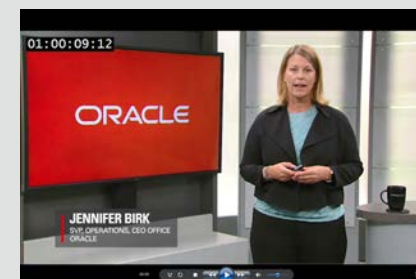 01:00:09:12
ORACLE
JENNIFER BIRK
SVP, OPERATIONS, CEO OFFICE
ORACLE